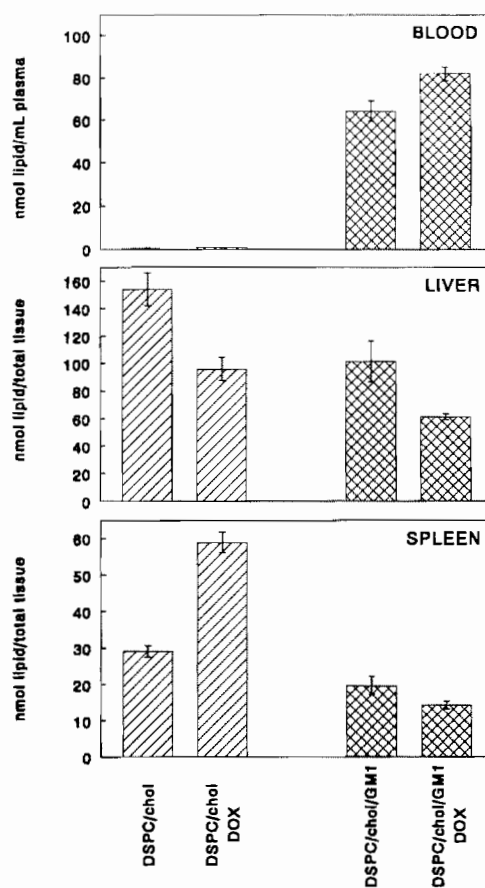 BLOOD
nmol lipid/mL plasma
100
80
60
40
20
0
LIVER
nmol lipid/total tissue
160
140
120
100
80
60
40
20
0
SPLEEN
nmol lipid/total tissue
60
50
40
30
20
10
0
DSPC/chol
DSPC/chol
DOX
DSPC/chol/GM1
DSPC/chol/GM1
DOX